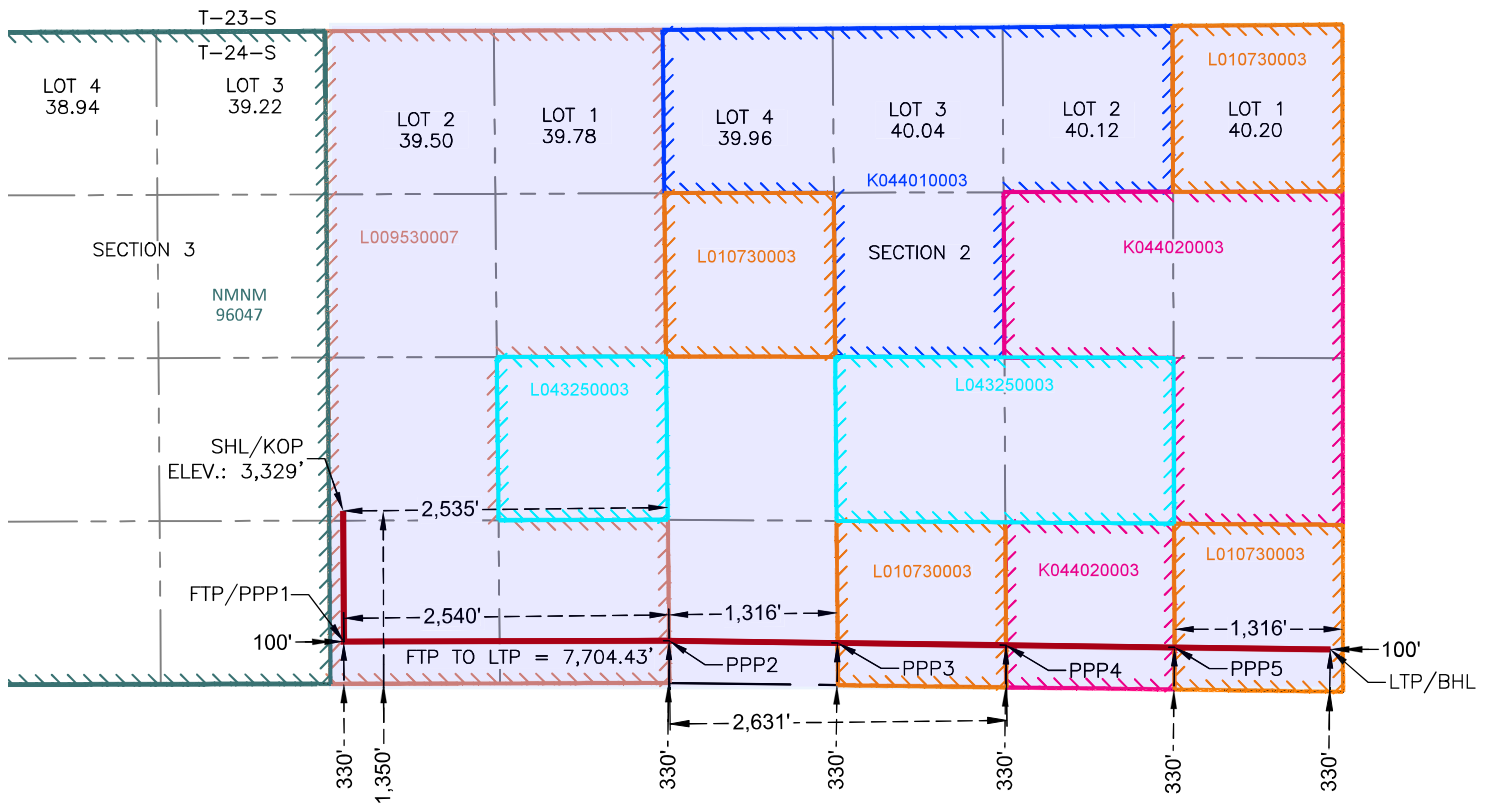 T-23-S
T-24-S
LOT 4
38.94
LOT 3
39.22
LOT 2
39.50
LOT 1
39.78
LOT 4
39.96
LOT 3
40.04
LOT 2
40.12
L010730003
LOT 1
40.20
K044010003
SECTION 3
L009530007
L010730003
SECTION 2
K044020003
NMNM
96047
L043250003
L043250003
SHL/KOP
ELEV.: 3,329'
2,535'
L010730003
K044020003
L010730003
FTP/PPP1
2,540'
1,316'
1,316'
100'
FTP TO LTP = 7,704.43'
PPP2
PPP3
PPP4
PPP5
100'
LTP/BHL
2,631'
330'
1,350'
330'
330'
330'
330'
330'